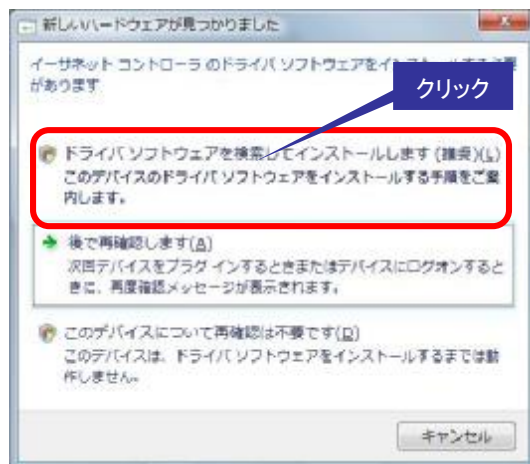 新しいハードウェアが見つかりました
イーサネット コントローラ のドライバ ソフトウェアをインストールする必要
があります
クリック
ドライバ ソフトウェアを検索してインストールします (推奨)(L)
このデバイスのドライバ ソフトウェアをインストールする手順をご案
内します。
後で再確認します(A)
次回デバイスをプラグ インするときまたはデバイスにログオンすると
きに、再度確認メッセージが表示されます。
このデバイスについて再確認は不要です(D)
このデバイスは、ドライバ ソフトウェアをインストールするまでは動
作しません。
キャンセル